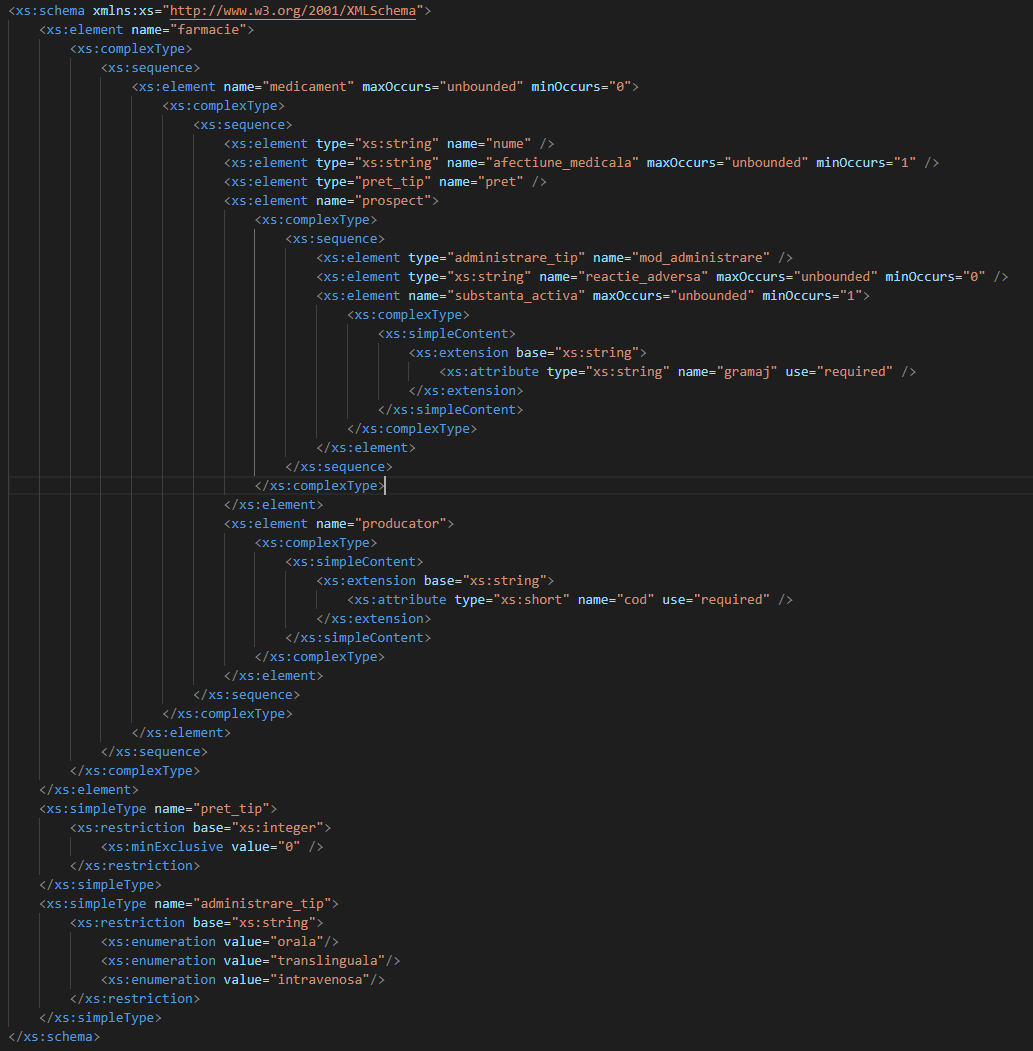 <xs:schema xmlns:xs="http://www.w3.org/2001/XMLSchema">
    <xs:element name="farmacie">
        <xs:complexType>
            <xs:sequence>
                <xs:element name="medicament" maxOccurs="unbounded" minOccurs="0">
                    <xs:complexType>
                        <xs:sequence>
                            <xs:element type="xs:string" name="nume" />
                            <xs:element type="xs:string" name="afectiune_medicala" maxOccurs="unbounded" minOccurs="1" />
                            <xs:element type="pret_tip" name="pret" />
                            <xs:element name="prospect">
                                <xs:complexType>
                                    <xs:sequence>
                                        <xs:element type="administrare_tip" name="mod_administrare" />
                                        <xs:element type="xs:string" name="reactie_adversa" maxOccurs="unbounded" minOccurs="0" />
                                        <xs:element name="substanta_activa" maxOccurs="unbounded" minOccurs="1">
                                            <xs:complexType>
                                                <xs:simpleContent>
                                                    <xs:extension base="xs:string">
                                                        <xs:attribute type="xs:string" name="gramaj" use="required" />
                                                    </xs:extension>
                                                </xs:simpleContent>
                                            </xs:complexType>
                                        </xs:element>
                                    </xs:sequence>
                                </xs:complexType>
                            </xs:element>
                            <xs:element name="producator">
                                <xs:complexType>
                                    <xs:simpleContent>
                                        <xs:extension base="xs:string">
                                            <xs:attribute type="xs:short" name="cod" use="required" />
                                        </xs:extension>
                                    </xs:simpleContent>
                                </xs:complexType>
                            </xs:element>
                        </xs:sequence>
                    </xs:complexType>
                </xs:element>
            </xs:sequence>
        </xs:complexType>
    </xs:element>
    <xs:simpleType name="pret_tip">
        <xs:restriction base="xs:integer">
            <xs:minExclusive value="0" />
        </xs:restriction>
    </xs:simpleType>
    <xs:simpleType name="administrare_tip">
        <xs:restriction base="xs:string">
            <xs:enumeration value="orala"/>
            <xs:enumeration value="translinguala"/>
            <xs:enumeration value="intravenosa"/>
        </xs:restriction>
    </xs:simpleType>
</xs:schema>